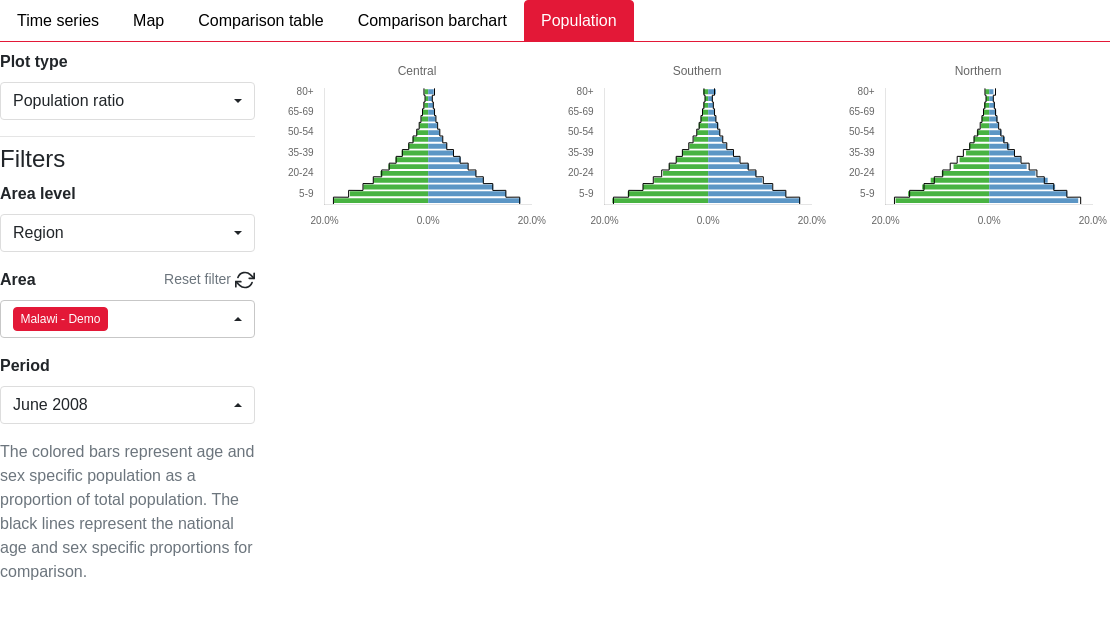 Time series Map Comparison table Comparison barchart Population
Plot type
Population ratio
Filters
Area level
Region
Area Reset filter
Malawi - Demo
Period
June 2008
The colored bars represent age and
sex specific population as a
proportion of total population. The
black lines represent the national
age and sex specific proportions for
comparison.
Central
80+
65-69
50-54
35-39
20-24
5-9
20.0% 0.0% 20.0%
Southern
80+
65-69
50-54
35-39
20-24
5-9
20.0% 0.0% 20.0%
Northern
80+
65-69
50-54
35-39
20-24
5-9
20.0% 0.0% 20.0%